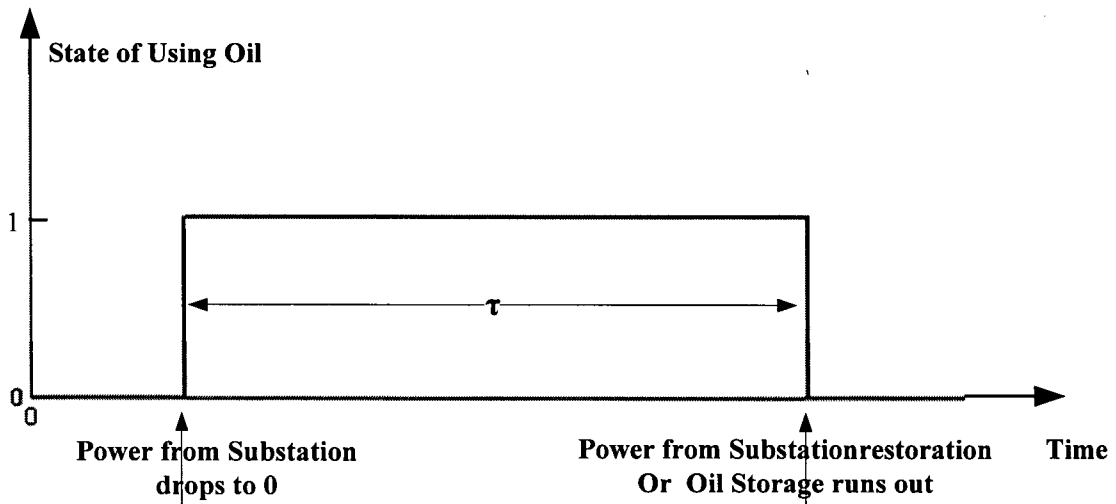 State of Using Oil
1
τ
0
0
Power from Substation
drops to 0
Power from Substationrestoration
Or Oil Storage runs out
Time